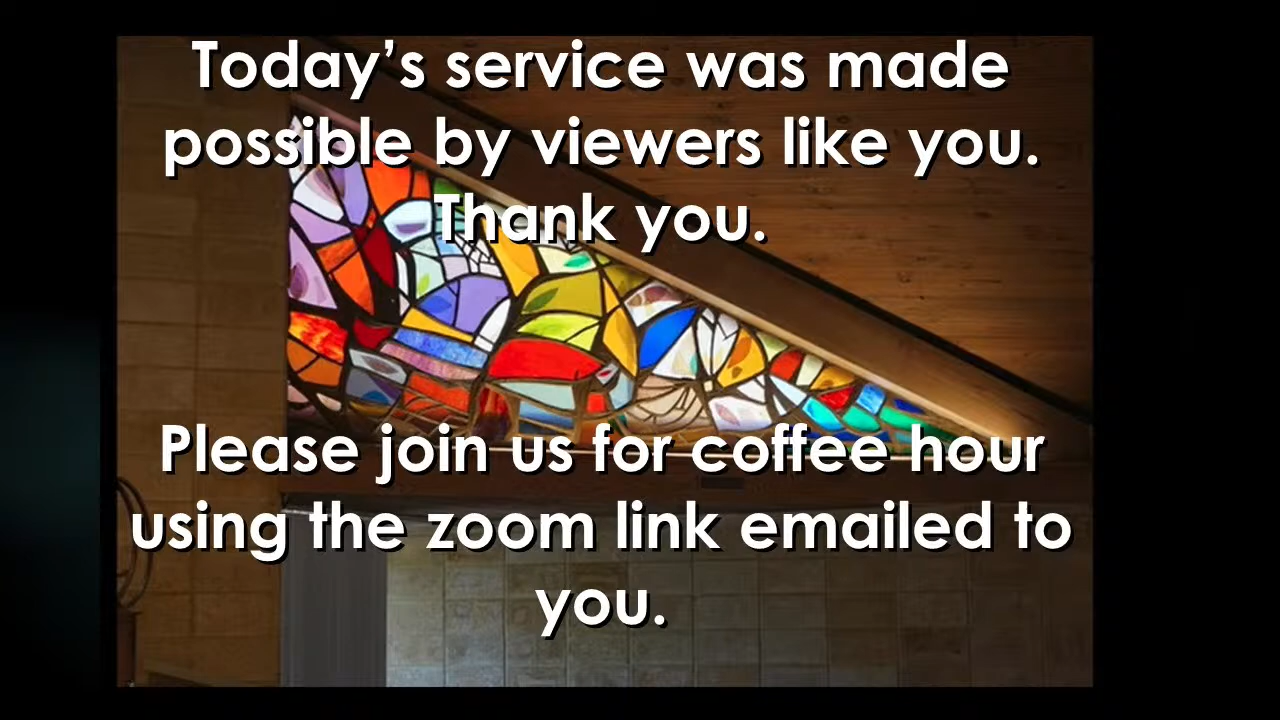 Today’s service was made
possible by viewers like you.
Thank you.
Please join us for coffee hour
using the zoom link emailed to
you.